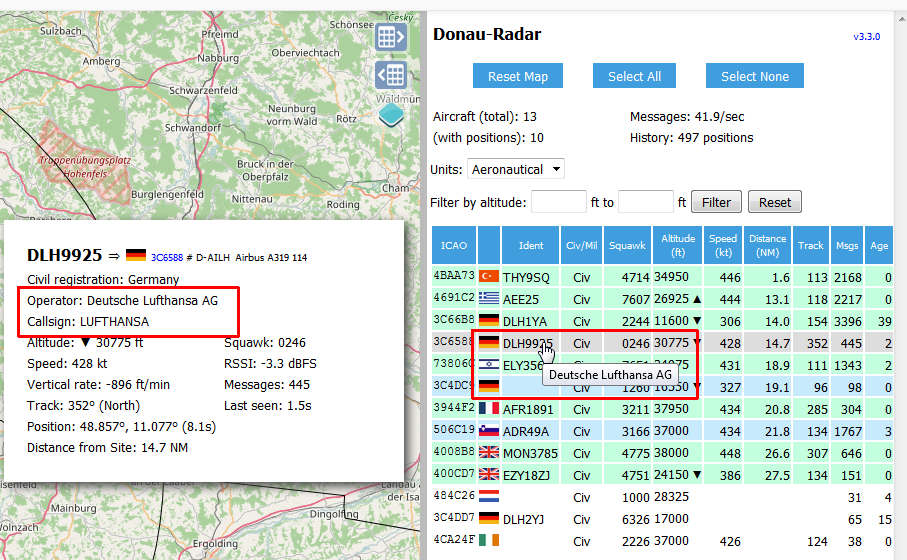 Český
Sulzbach
Pfreimd
Schönsee
Amberg
Nabburg
Oberviechtach
Schwarzenfeld
Waldmün
Neunburg
vorm Wald
Rötz
Schwandorf
Truppenübungsplatz
Hohenfels
Bruck in der
Oberpfalz
Cham
Burglengenfeld
Nittenau
Roding
DLH9925 ⇒ 3C6588 # D-AILH Airbus A319 114
Civil registration: Germany
Operator: Deutsche Lufthansa AG
Callsign: LUFTHANSA
Altitude: ▼ 30775 ft Squawk: 0246
Speed: 428 kt RSSI: -3.3 dBFS
Vertical rate: -896 ft/min Messages: 445
Track: 352° (North) Last seen: 1.5s
Position: 48.857°, 11.077° (8.1s)
Distance from Site: 14.7 NM
Landau
der Isa
Mainburg
Dingolfing
Wolnzach
Ergolding
Donau-Radar
v3.3.0
Reset Map Select All Select None
Aircraft (total): 13 Messages: 41.9/sec
(with positions): 10 History: 497 positions
Units: Aeronautical
Filter by altitude: ft to ft Filter Reset
ICAO Ident Civ/Mil Squawk Altitude (ft) Speed (kt) Distance (NM) Track Msgs Age
4BAA73 THY9SQ Civ 4714 34950 446 1.6 113 2168 0
4691C2 AEE25 Civ 7607 26925 ▲ 444 13.1 118 2217 0
3C66B8 DLH1YA Civ 2244 11600 ▼ 306 14.0 154 3396 39
3C6588 DLH9925 Civ 0246 30775 ▼ 428 14.7 352 445 2
73806C ELY356 431 18.9 111 1343 2
Deutsche Lufthansa AG
3C4DC9 Civ 1260 ▼ 327 19.1 96 98 0
3944F2 AFR1891 Civ 3211 37950 434 20.8 285 304 0
506C19 ADR49A Civ 3166 37000 434 21.8 134 1767 3
4008B8 MON3785 Civ 4775 38000 448 26.6 307 646 0
400CD7 EZY18ZJ Civ 4751 24150 ▼ 386 27.5 134 151 0
484C26 Civ 1000 28325 31 4
3C4DD7 DLH2YJ Civ 6326 17000 65 15
4CA24F Civ 2226 37000 426 124 38 0